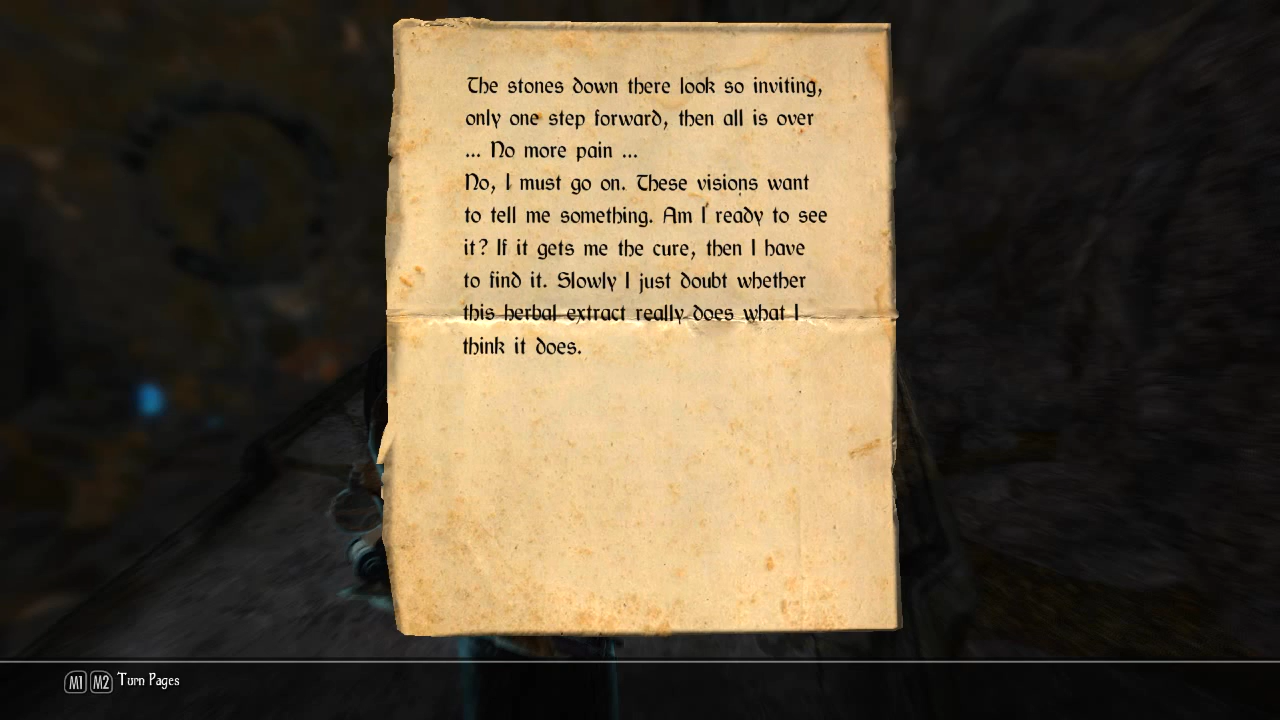 The stones down there look so inviting,
only one step forward, then all is over
... No more pain ...
No, I must go on. These visions want
to tell me something. Am I ready to see
it? If it gets me the cure, then I have
to find it. Slowly I just doubt whether
this herbal extract really does what I
think it does.
M1 M2 Turn Pages